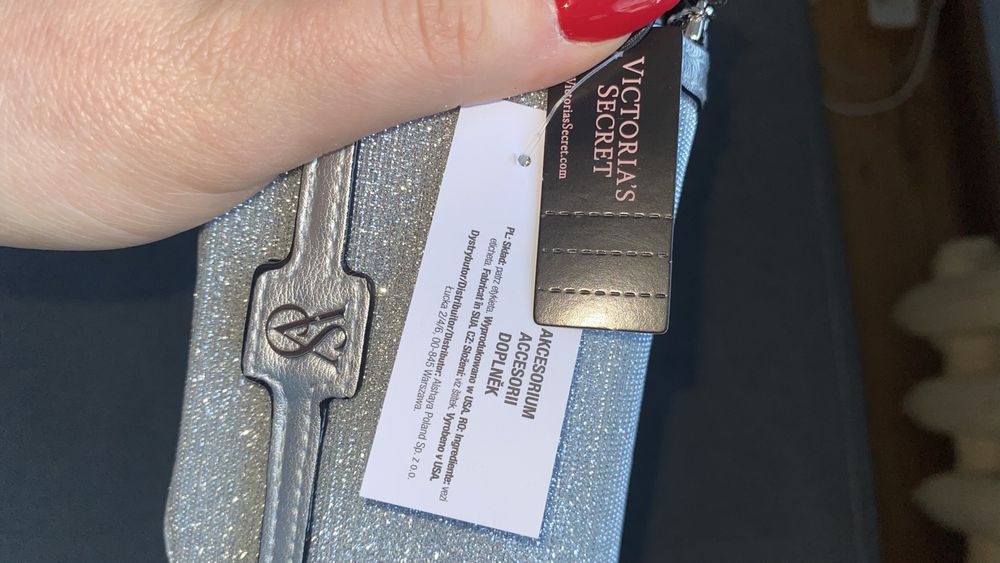 VICTORIA'S
SECRET
VictoriasSecret.com
AKCESORIUM
ACCESORII
DOPLNĚK
PL: Skład: patrz etykieta. Wyprodukowano w USA. RO: Ingrediente: vezi
eticheta. Fabricat în SUA. CZ: Složení: viz štítek. Vyrobeno v USA.
Dystrybutor/Distribuitor/Distributor: Alshaya Poland Sp. z o.o.
Łucka 2/4/6, 00-845 Warszawa.
VS